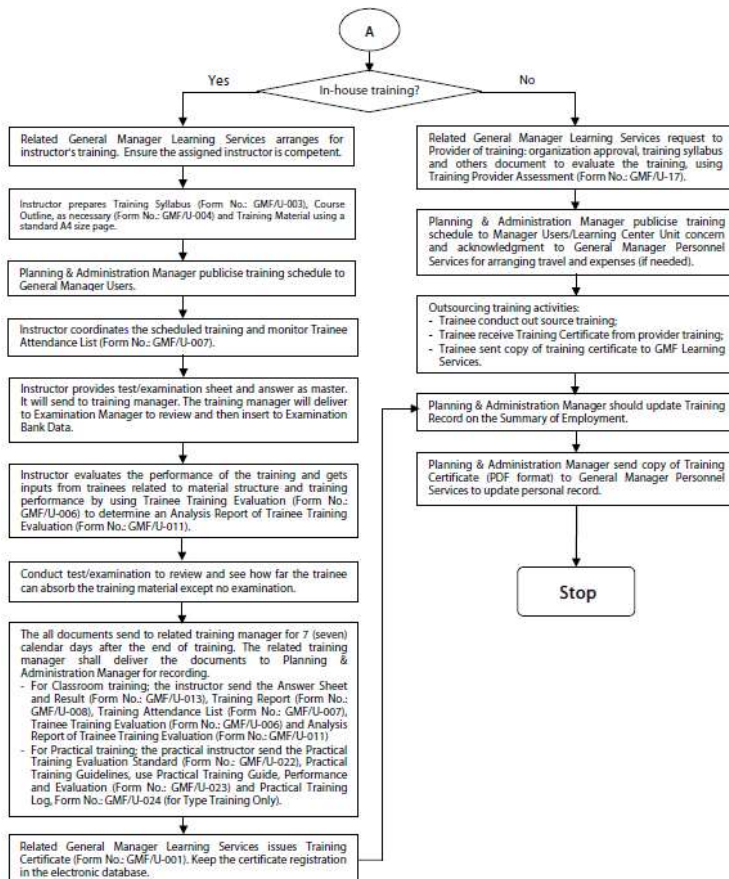 A
Yes
In-house training?
No
Related General Manager Learning Services arranges for
instructor's training. Ensure the assigned instructor is competent.
Instructor prepares Training Syllabus (Form No.: GMF/U-003), Course
Outline, as necessary (Form No.: GMF/U-004) and Training Material using a
standard A4 size page.
Planning & Administration Manager publicise training schedule to
General Manager Users.
Instructor coordinates the scheduled training and monitor Trainee
Attendance List (Form No.: GMF/U-007).
Instructor provides test/examination sheet and answer as master.
It will send to training manager. The training manager will deliver
to Examination Manager to review and then insert to Examination
Bank Data.
Instructor evaluates the performance of the training and gets
inputs from trainees related to material structure and training
performance by using Trainee Training Evaluation (Form No.:
GMF/U-006) to determine an Analysis Report of Trainee Training
Evaluation (Form No.: GMF/U-011).
Conduct test/examination to review and see how far the trainee
can absorb the training material except no examination.
The all documents send to related training manager for 7 (seven)
calendar days after the end of training. The related training
manager shall deliver the documents to Planning &
Administration Manager for recording.
- For Classroom training; the instructor send the Answer Sheet
and Result (Form No.: GMF/U-013), Training Report (Form No.:
GMF/U-008), Training Attendance List (Form No.: GMF/U-007),
Trainee Training Evaluation (Form No.: GMF/U-006) and Analysis
Report of Trainee Training Evaluation (Form No.: GMF/U-011)
- For Practical training; the practical instructor send the Practical
Training Evaluation Standard (Form No.: GMF/U-022), Practical
Training Guidelines, use Practical Training Guide, Performance
and Evaluation (Form No.: GMF/U-023) and Practical Training
Log, Form No.: GMF/U-024 (for Type Training Only).
Related General Manager Learning Services issues Training
Certificate (Form No.: GMF/U-001). Keep the certificate registration
in the electronic database.
Related General Manager Learning Services request to
Provider of training: organization approval, training syllabus
and others document to evaluate the training, using
Training Provider Assessment (Form No.: GMF/U-17).
Planning & Administration Manager publicise training
schedule to Manager Users/Learning Center Unit concern
and acknowledgment to General Manager Personnel
Services for arranging travel and expenses (if needed).
Outsourcing training activities:
- Trainee conduct out source training;
- Trainee receive Training Certificate from provider training;
- Trainee sent copy of training certificate to GMF Learning
Services.
Planning & Administration Manager should update Training
Record on the Summary of Employment.
Planning & Administration Manager send copy of Training
Certificate (PDF format) to General Manager Personnel
Services to update personal record.
Stop